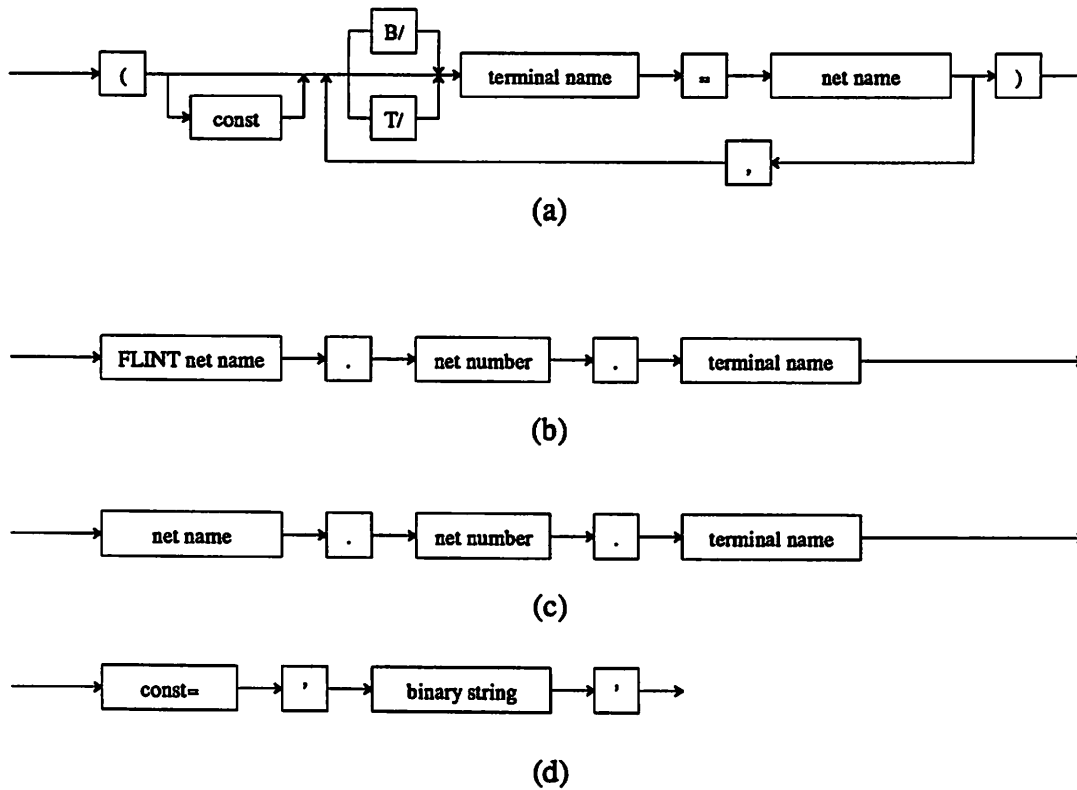 B/
( terminal name = net name )
const T/
,
(a)
FLINT net name . net number . terminal name
(b)
net name . net number . terminal name
(c)
const= ' binary string '
(d)